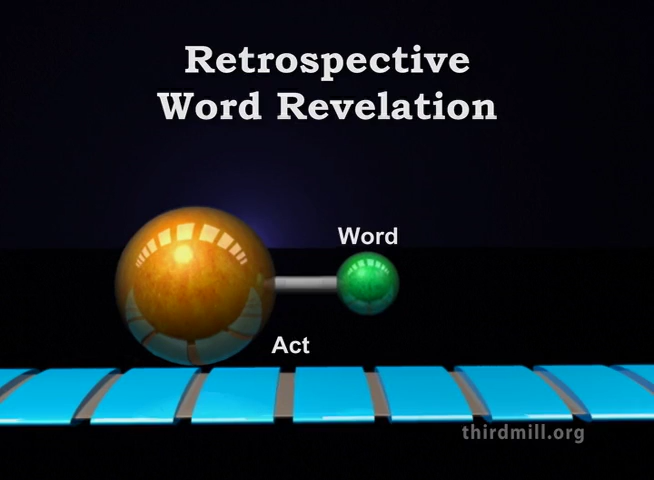 Retrospective
Word Revelation
Word
Act
thirdmill.org